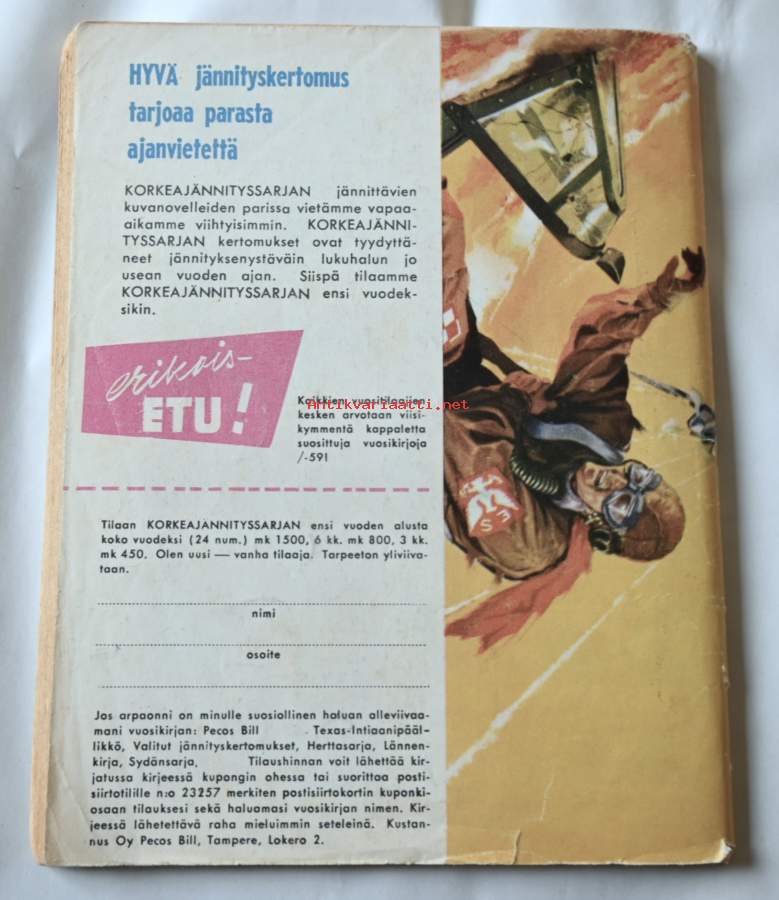 HYVÄ jännityskertomus
tarjoaa parasta
ajanvietettä
KORKEAJÄNNITYSSARJAN jännittävien
kuvanovelleiden parissa vietämme vapaa-
aikamme viihtyisimmin. KORKEAJÄNNI-
TYSSARJAN kertomukset ovat tyydyttä-
neet jännityksenystäväin lukuhalun jo
usean vuoden ajan. Siispä tilaamme
KORKEAJÄNNITYSSARJAN ensi vuodek-
sikin.
erikois-
ETU!
Kaikkien vuositilaajien
Antikvariaatti.net
kesken arvotaan viisi-
kymmentä kappaletta
suosittuja vuosikirjoja
/-591
Tilaan KORKEAJANNITYSSARJAN ensi vuoden alusta
koko vuodeksi (24 num.) mk 1500, 6 kk. mk 800, 3 kk.
mk 450. Olen uusi — vanha tilaaja. Tarpeeton yliviiva-
taan.
nimi
osoite
Jos arpaonni on minulle suosiollinen haluan alleviivaa-
mani vuosikirjan: Pecos Bill Texas-Intiaanipääl-
likkö, Valitut jännityskertomukset, Herttasarja, Lännen-
kirja, Sydänsarja. Tilaushinnan voit lähettää kir-
jatussa kirjeessä kupongin ohessa tai suorittaa posti-
siirtotilille n:o 23257 merkiten postisiirtokortin kuponki-
osaan tilauksesi sekä haluamasi vuosikirjan nimen. Kir-
jeessä lähetettävä raha mieluimmin seteleinä. Kustan-
nus Oy Pecos Bill, Tampere, Lokero 2.